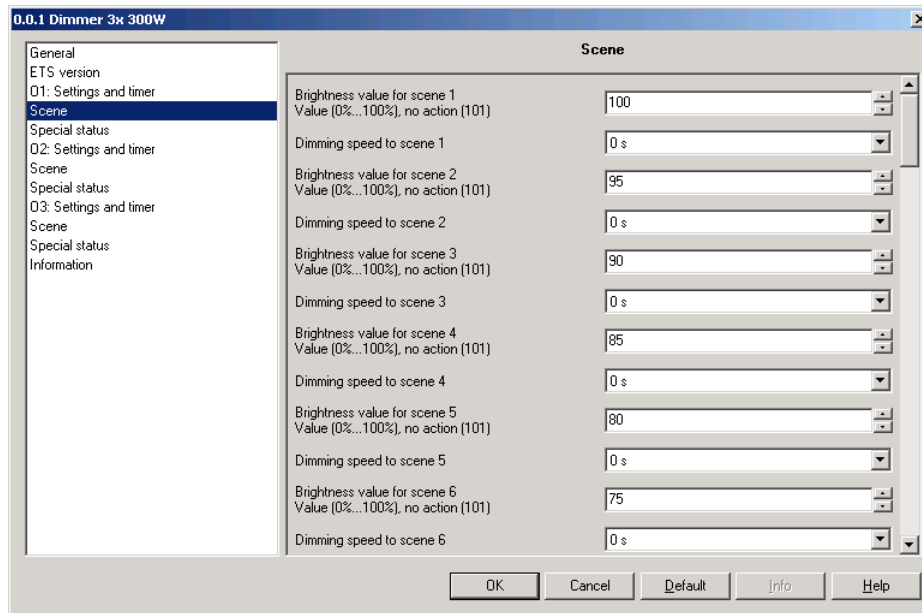 0.0.1 Dimmer 3x 300W
General
ETS version
O1: Settings and timer
Scene
Special status
O2: Settings and timer
Scene
Special status
O3: Settings and timer
Scene
Special status
Information
Scene
Brightness value for scene 1
Value (0%...100%), no action (101)
100
Dimming speed to scene 1
0 s
Brightness value for scene 2
Value (0%...100%), no action (101)
95
Dimming speed to scene 2
0 s
Brightness value for scene 3
Value (0%...100%), no action (101)
90
Dimming speed to scene 3
0 s
Brightness value for scene 4
Value (0%...100%), no action (101)
85
Dimming speed to scene 4
0 s
Brightness value for scene 5
Value (0%...100%), no action (101)
80
Dimming speed to scene 5
0 s
Brightness value for scene 6
Value (0%...100%), no action (101)
75
Dimming speed to scene 6
0 s
OK
Cancel
Default
Info
Help